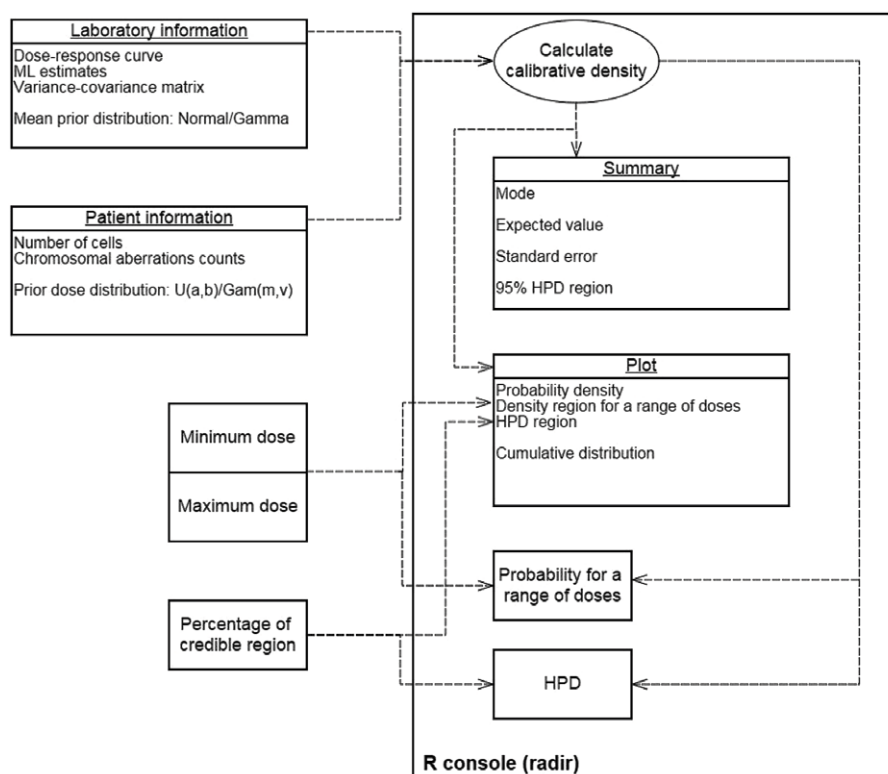 Laboratory information
Dose-response curve
ML estimates
Variance-covariance matrix
Mean prior distribution: Normal/Gamma
Patient information
Number of cells
Chromosomal aberrations counts
Prior dose distribution: U(a,b)/Gam(m,v)
Minimum dose
Maximum dose
Percentage of
credible region
Calculate
calibrative density
Summary
Mode
Expected value
Standard error
95% HPD region
Plot
Probability density
Density region for a range of doses
HPD region
Cumulative distribution
Probability for a
range of doses
HPD
R console (radir)